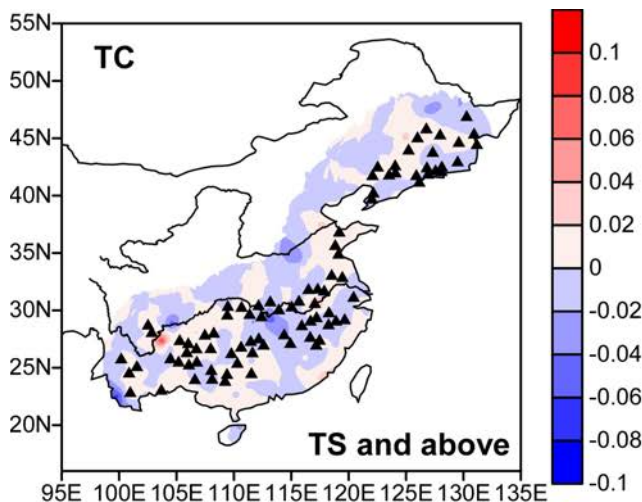 55N
TC
50N
45N
40N
35N
30N
25N
20N
TS and above
95E 100E 105E 110E 115E 120E 125E 130E 135E
0.1
0.08
0.06
0.04
0.02
0
-0.02
-0.04
-0.06
-0.08
-0.1